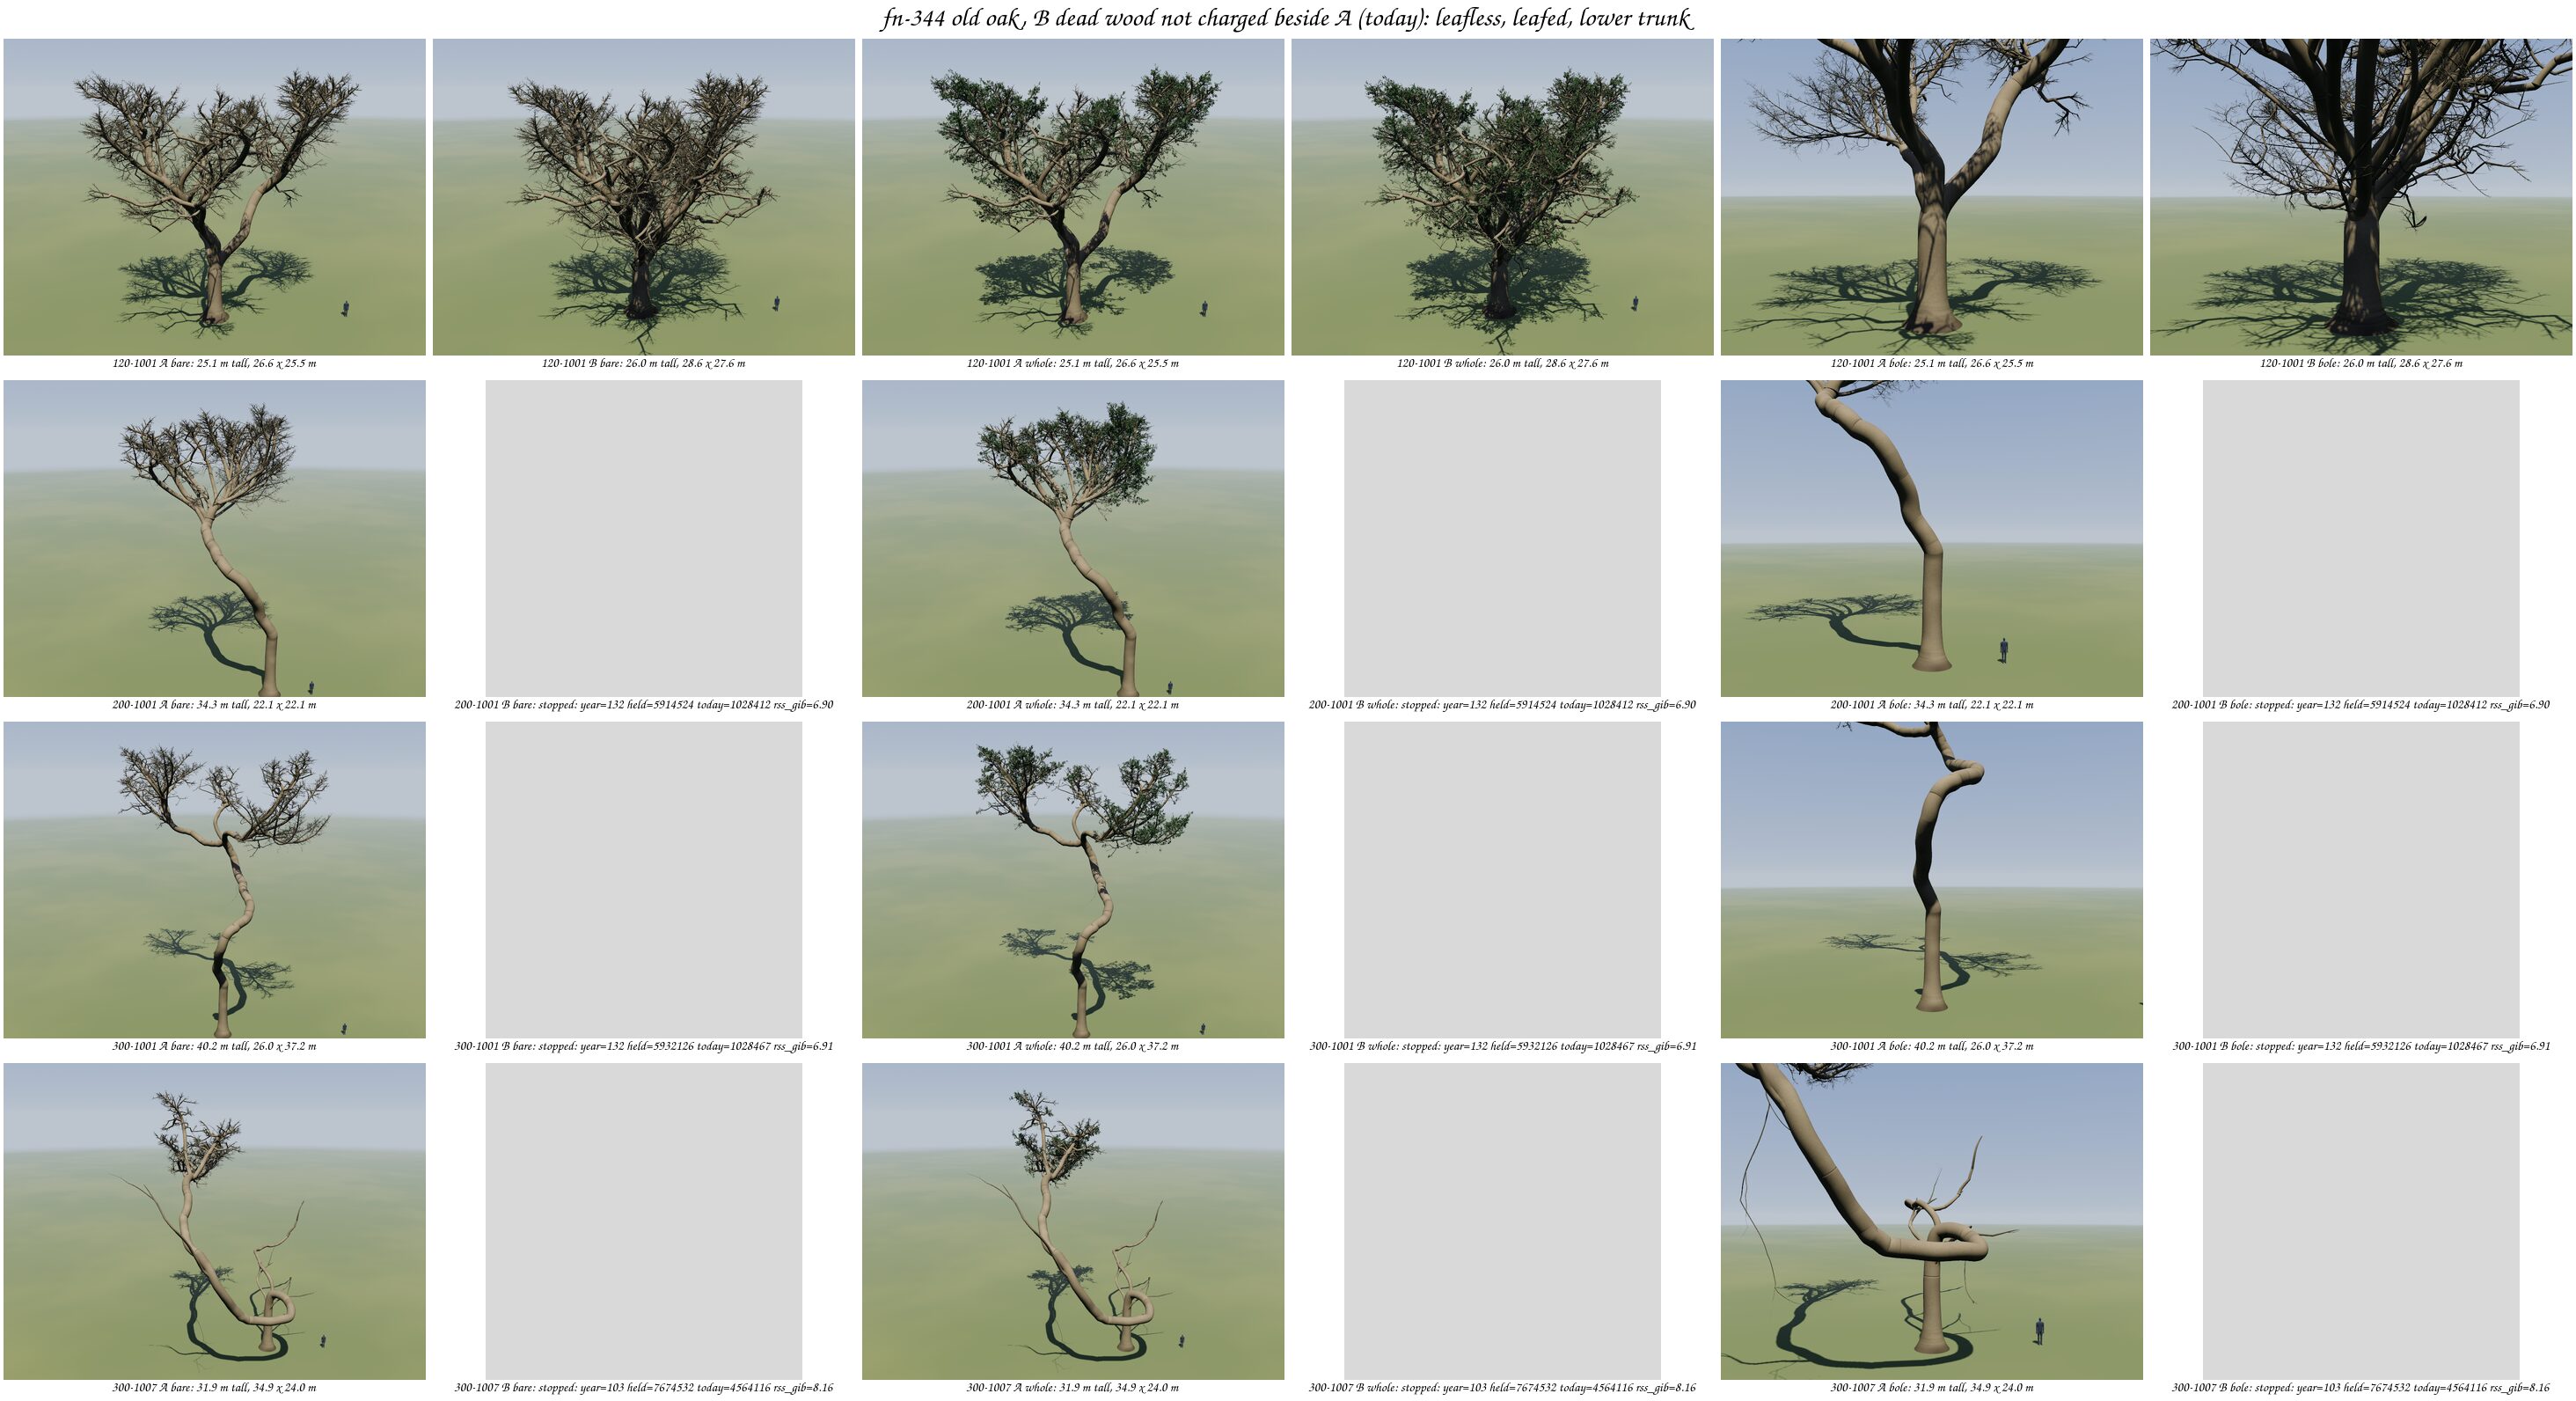 fn-344 old oak, B dead wood not charged beside A (today): leafless, leafed, lower trunk
120-1001 A bare: 25.1 m tall, 26.6 x 25.5 m
120-1001 B bare: 26.0 m tall, 28.6 x 27.6 m
120-1001 A whole: 25.1 m tall, 26.6 x 25.5 m
120-1001 B whole: 26.0 m tall, 28.6 x 27.6 m
120-1001 A bole: 25.1 m tall, 26.6 x 25.5 m
120-1001 B bole: 26.0 m tall, 28.6 x 27.6 m
200-1001 A bare: 34.3 m tall, 22.1 x 22.1 m
200-1001 B bare: stopped: year=132 held=5914524 today=1028412 rss_gib=6.90
200-1001 A whole: 34.3 m tall, 22.1 x 22.1 m
200-1001 B whole: stopped: year=132 held=5914524 today=1028412 rss_gib=6.90
200-1001 A bole: 34.3 m tall, 22.1 x 22.1 m
200-1001 B bole: stopped: year=132 held=5914524 today=1028412 rss_gib=6.90
300-1001 A bare: 40.2 m tall, 26.0 x 37.2 m
300-1001 B bare: stopped: year=132 held=5932126 today=1028467 rss_gib=6.91
300-1001 A whole: 40.2 m tall, 26.0 x 37.2 m
300-1001 B whole: stopped: year=132 held=5932126 today=1028467 rss_gib=6.91
300-1001 A bole: 40.2 m tall, 26.0 x 37.2 m
300-1001 B bole: stopped: year=132 held=5932126 today=1028467 rss_gib=6.91
300-1007 A bare: 31.9 m tall, 34.9 x 24.0 m
300-1007 B bare: stopped: year=103 held=7674532 today=4564116 rss_gib=8.16
300-1007 A whole: 31.9 m tall, 34.9 x 24.0 m
300-1007 B whole: stopped: year=103 held=7674532 today=4564116 rss_gib=8.16
300-1007 A bole: 31.9 m tall, 34.9 x 24.0 m
300-1007 B bole: stopped: year=103 held=7674532 today=4564116 rss_gib=8.16